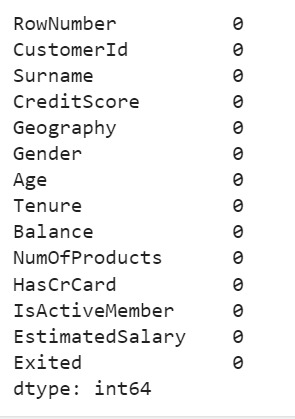 RowNumber 0
CustomerId 0
Surname 0
CreditScore 0
Geography 0
Gender 0
Age 0
Tenure 0
Balance 0
NumOfProducts 0
HasCrCard 0
IsActiveMember 0
EstimatedSalary 0
Exited 0
dtype: int64